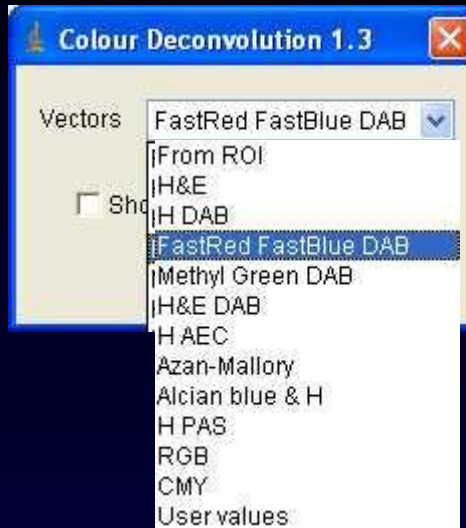 Colour Deconvolution 1.3
Vectors FastRed FastBlue DAB
From ROI
H&E
Sho
H DAB
FastRed FastBlue DAB
Methyl Green DAB
H&E DAB
H AEC
Azan-Mallory
Alcian blue & H
H PAS
RGB
CMY
User values